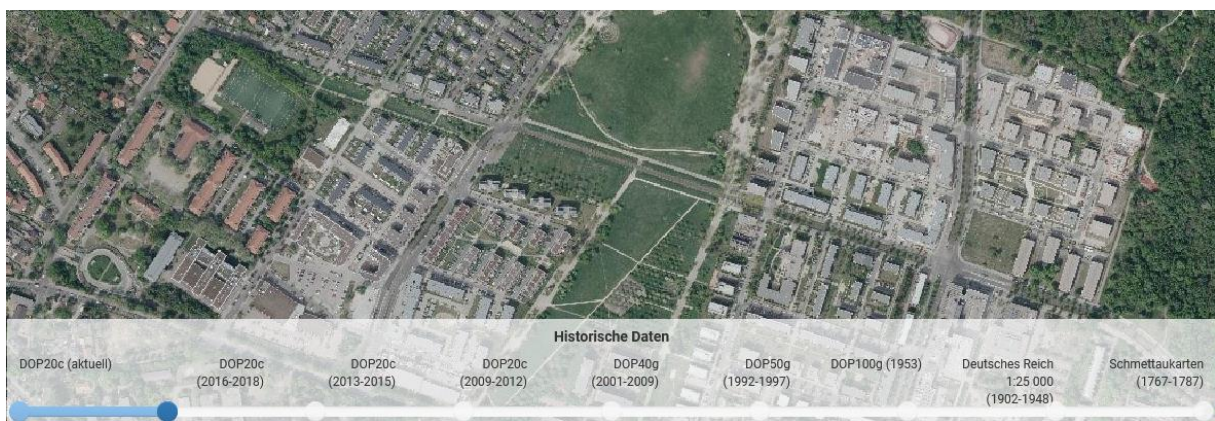 Historische Daten
DOP20c (aktuell)
DOP20c
(2016-2018)
DOP20c
(2013-2015)
DOP20c
(2009-2012)
DOP40g
(2001-2009)
DOP50g
(1992-1997)
DOP100g (1953)
Deutsches Reich
1:25 000
(1902-1948)
Schmettaukarten
(1767-1787)